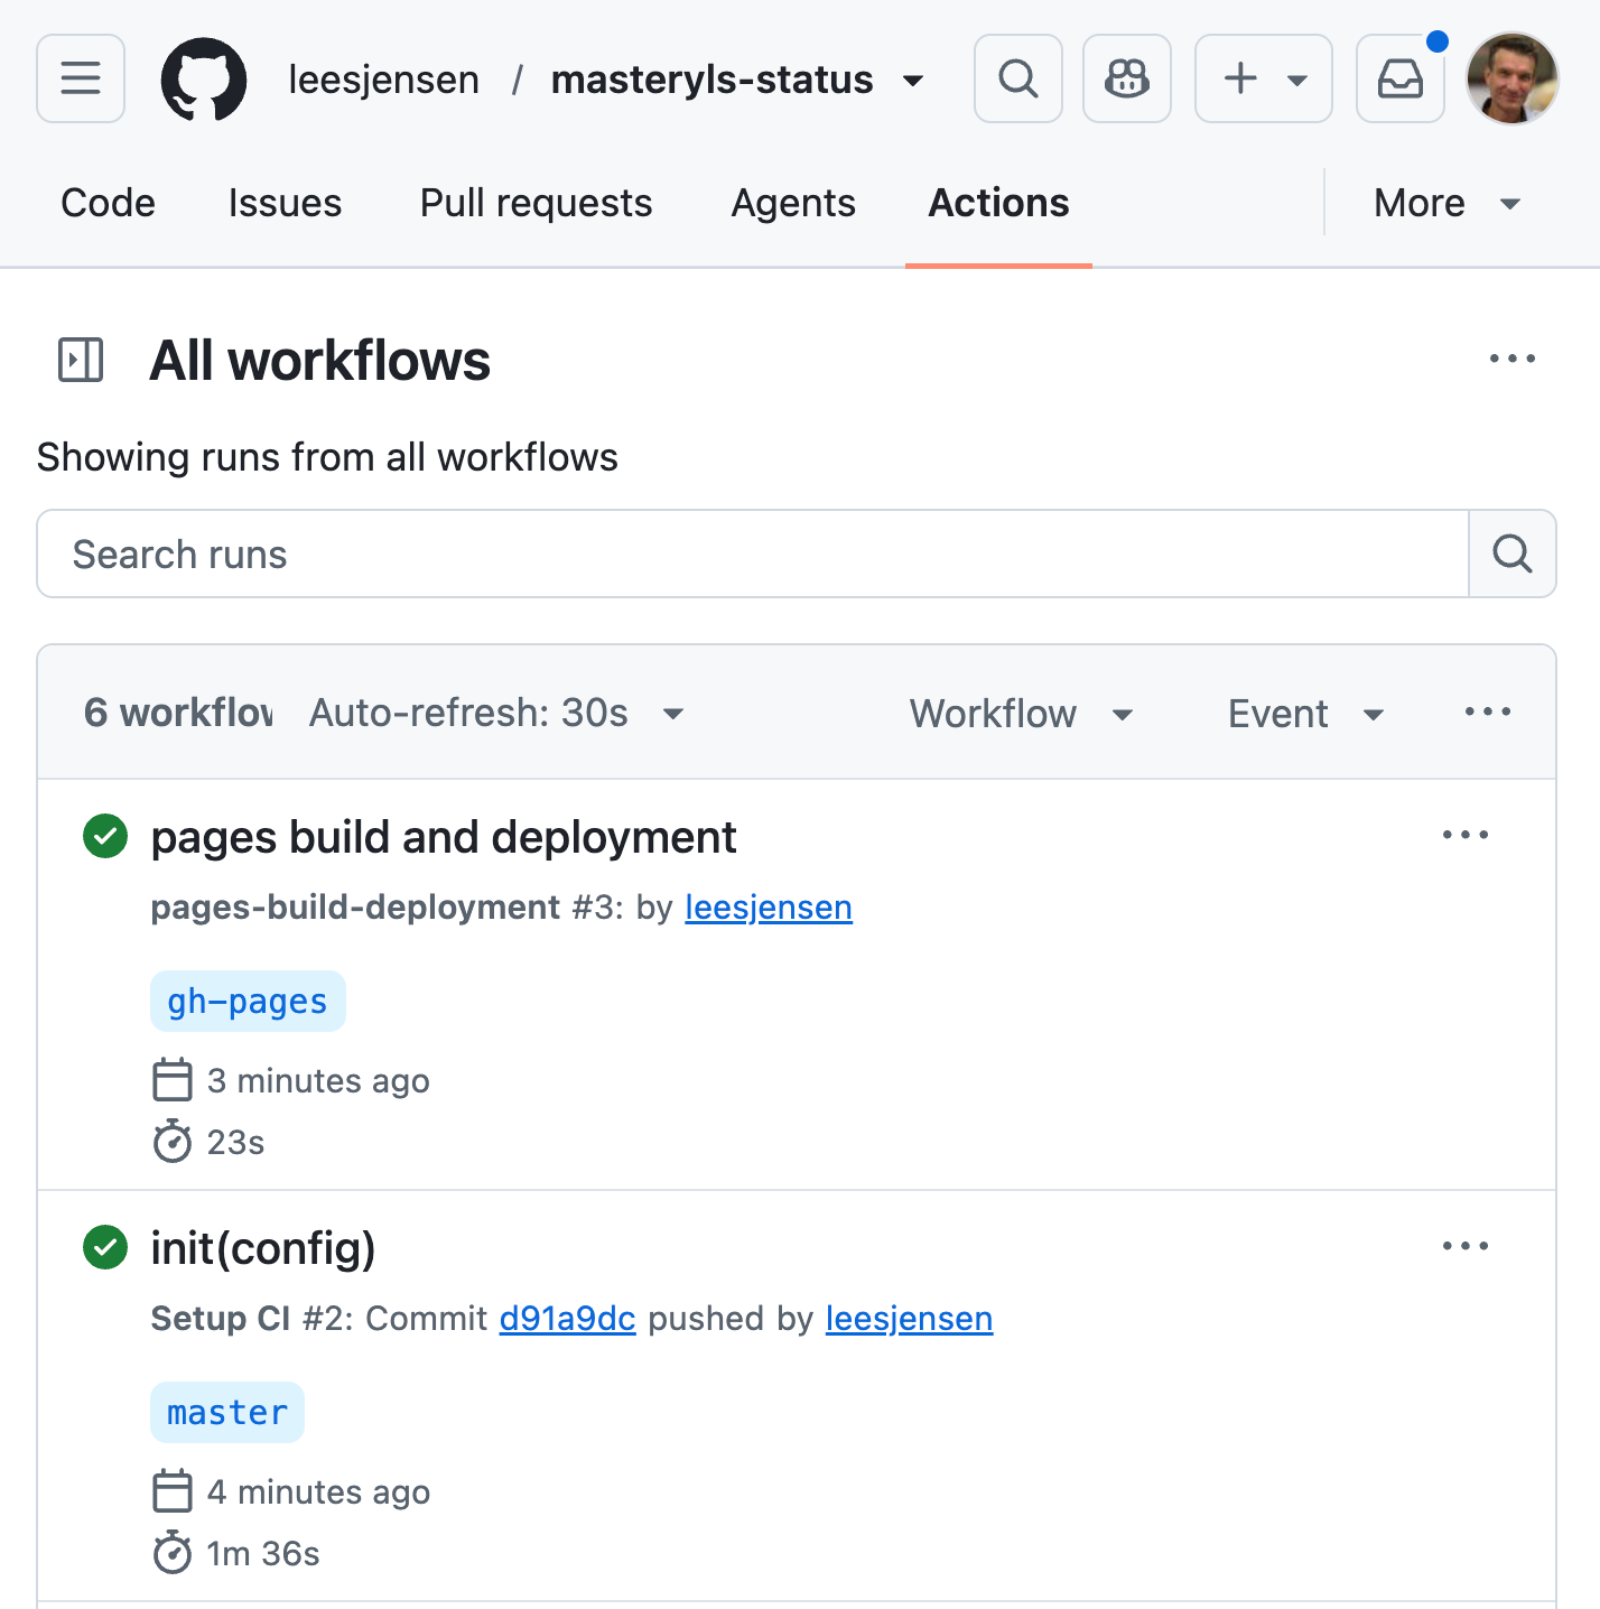 leesjensen / masteryls-status
Code Issues Pull requests Agents Actions More
All workflows
Showing runs from all workflows
Search runs
6 workflow Auto-refresh: 30s Workflow Event
pages build and deployment
pages-build-deployment #3: by leesjensen
gh-pages
3 minutes ago
23s
init(config)
Setup CI #2: Commit d91a9dc pushed by leesjensen
master
4 minutes ago
1m 36s